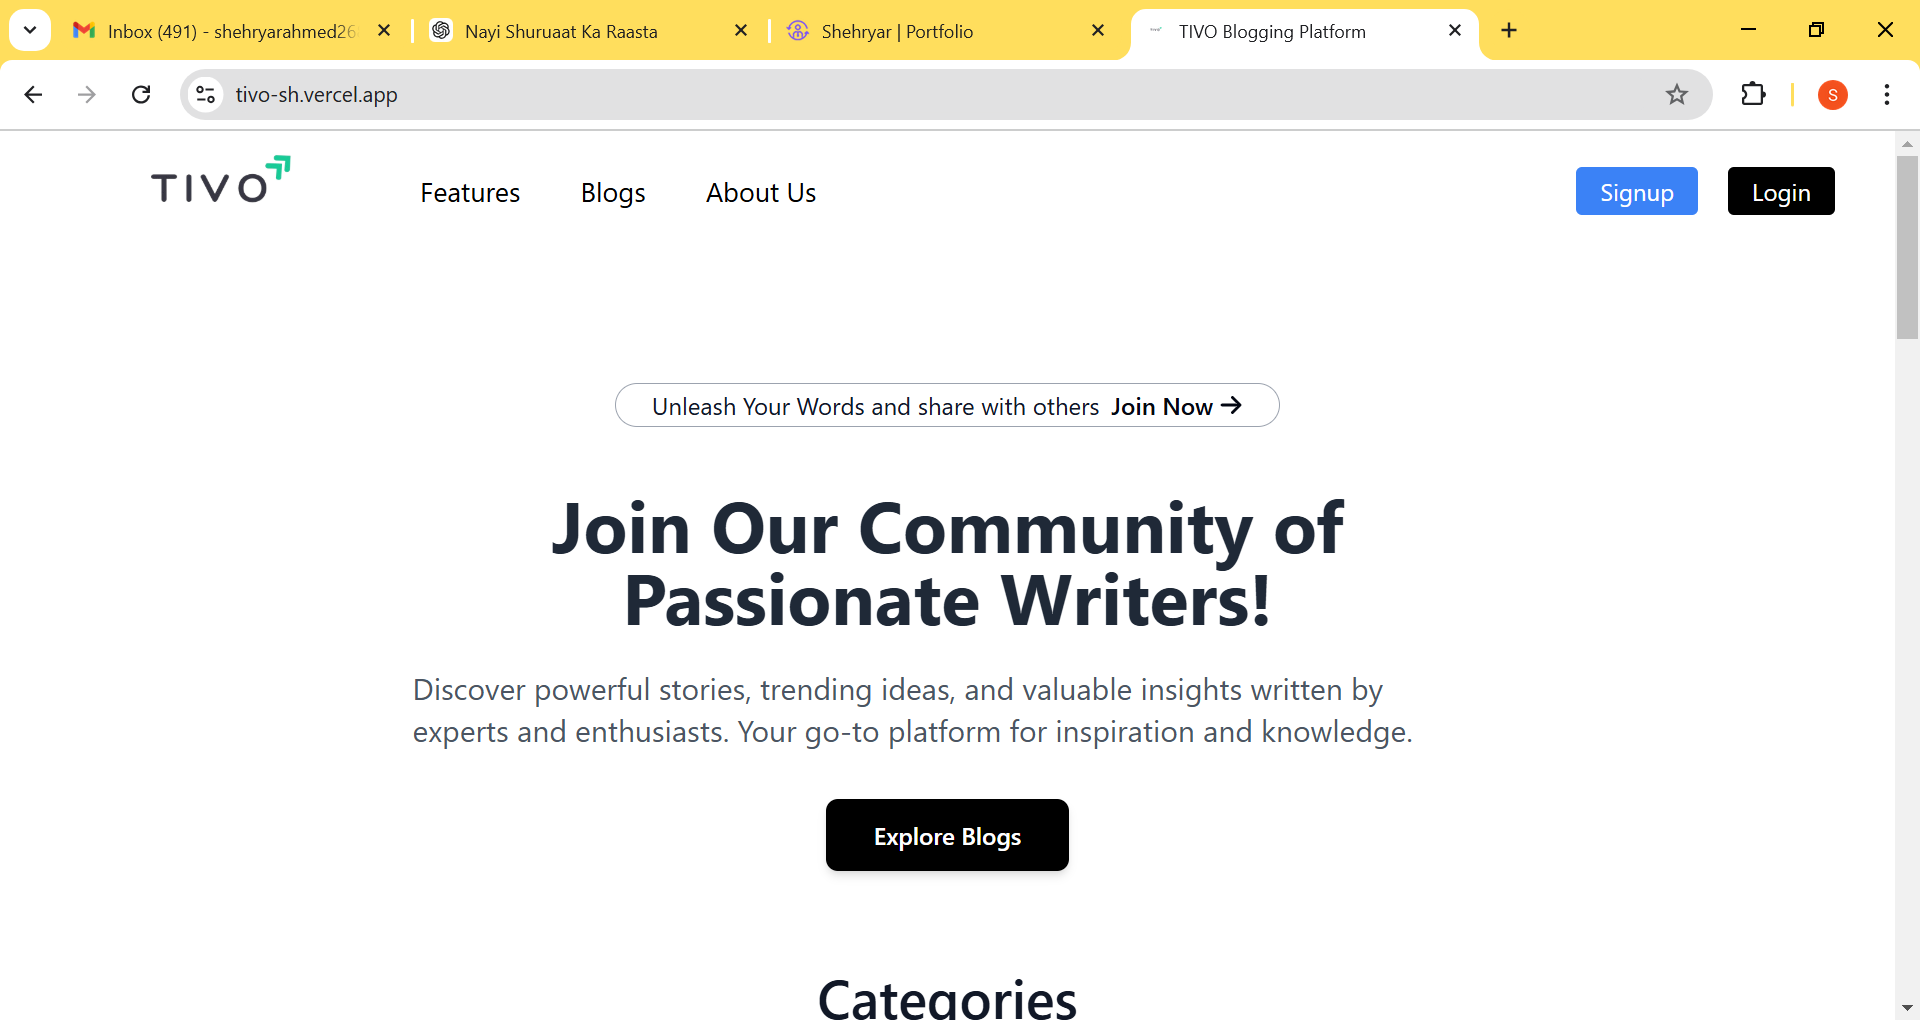 Inbox (491) - shehryarahmed26
Nayi Shuruaat Ka Raasta
Shehryar | Portfolio
TIVO Blogging Platform
tivo-sh.vercel.app
S
TIVO
Features
Blogs
About Us
Signup
Login
Unleash Your Words and share with others Join Now →
Join Our Community of
Passionate Writers!
Discover powerful stories, trending ideas, and valuable insights written by
experts and enthusiasts. Your go-to platform for inspiration and knowledge.
Explore Blogs
Categories